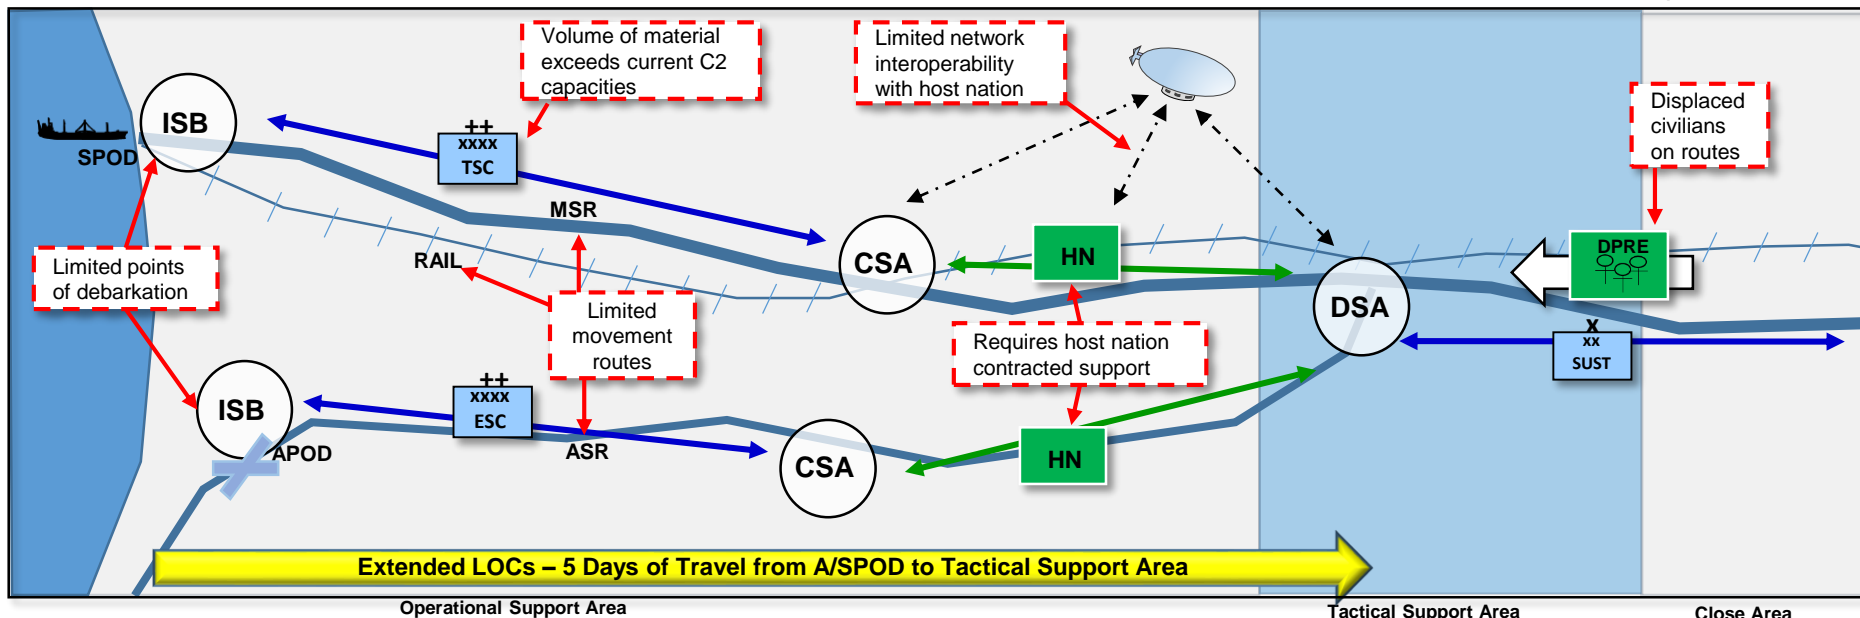 Volume of material
exceeds current C2
capacities
Limited network
interoperability
with host nation
Displaced
civilians
on routes
ISB
SPOD
++
xxxx
TSC
MSR
RAIL
CSA
HN
DPRE
DSA
Limited points
of debarkation
Limited
movement
routes
Requires host nation
contracted support
x
xx
SUST
ISB
APOD
++
xxxx
ESC
ASR
CSA
HN
Extended LOCs – 5 Days of Travel from A/SPOD to Tactical Support Area
Operational Support Area
Tactical Support Area
Close Area